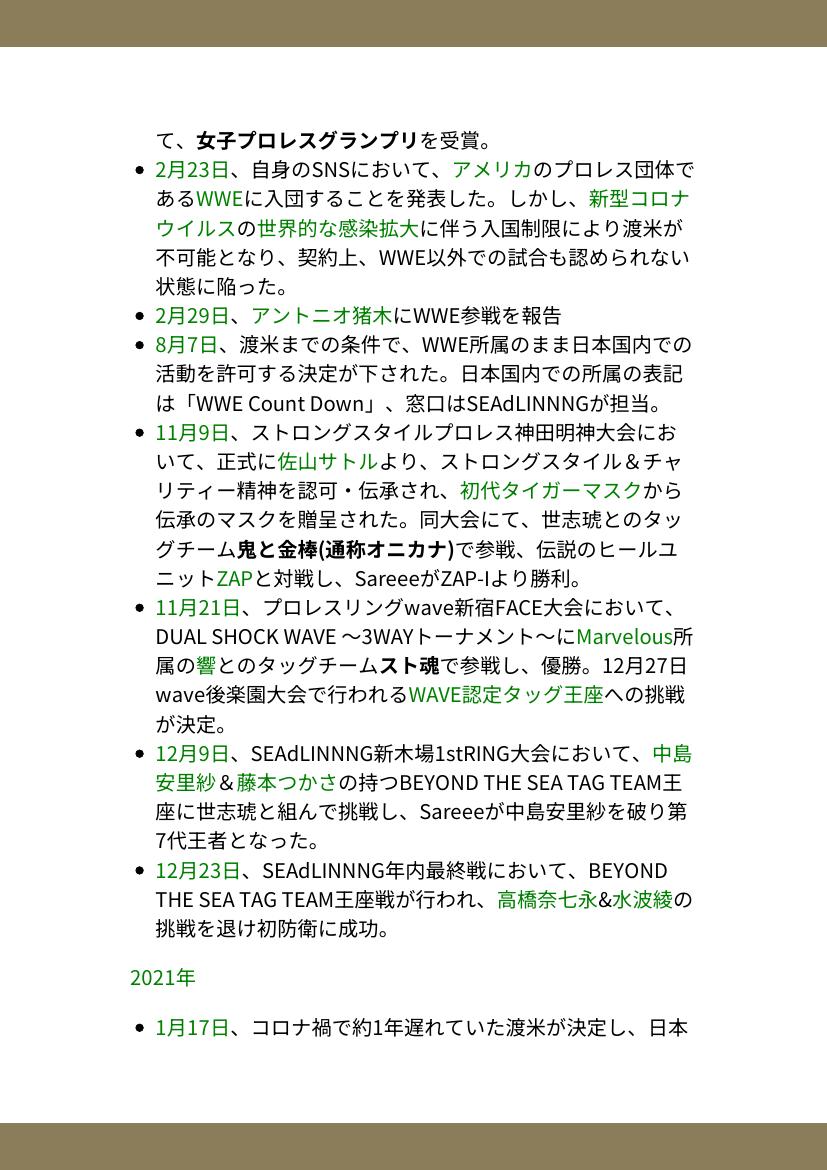 て、女子プロレスグランプリを受賞。
2月23日、自身のSNSにおいて、アメリカのプロレス団体で
あるWWEに入団することを発表した。しかし、新型コロナ
ウイルスの世界的な感染拡大に伴う入国制限により渡米が
不可能となり、契約上、WWE以外での試合も認められない
状態に陥った。
2月29日、アントニオ猪木にWWE参戦を報告
8月7日、渡米までの条件で、WWE所属のまま日本国内での
活動を許可する決定が下された。日本国内での所属の表記
は「WWE Count Down」、窓口はSEAdLINNNGが担当。
11月9日、ストロングスタイルプロレス神田明神大会にお
いて、正式に佐山サトルより、ストロングスタイル＆チャ
リティー精神を認可・伝承され、初代タイガーマスクから
伝承のマスクを贈呈された。同大会にて、世志琥とのタッ
グチーム鬼と金棒(通称オニカナ)で参戦、伝説のヒールユ
ニットZAPと対戦し、SareeeがZAP-Iより勝利。
11月21日、プロレスリングwave新宿FACE大会において、
DUAL SHOCK WAVE 〜3WAYトーナメント〜にMarvelous所
属の響とのタッグチームスト魂で参戦し、優勝。12月27日
wave後楽園大会で行われるWAVE認定タッグ王座への挑戦
が決定。
12月9日、SEAdLINNNG新木場1stRING大会において、中島
安里紗＆藤本つかさの持つBEYOND THE SEA TAG TEAM王
座に世志琥と組んで挑戦し、Sareeeが中島安里紗を破り第
7代王者となった。
12月23日、SEAdLINNNG年内最終戦において、BEYOND
THE SEA TAG TEAM王座戦が行われ、高橋奈七永&水波綾の
挑戦を退け初防衛に成功。
2021年
1月17日、コロナ禍で約1年遅れていた渡米が決定し、日本